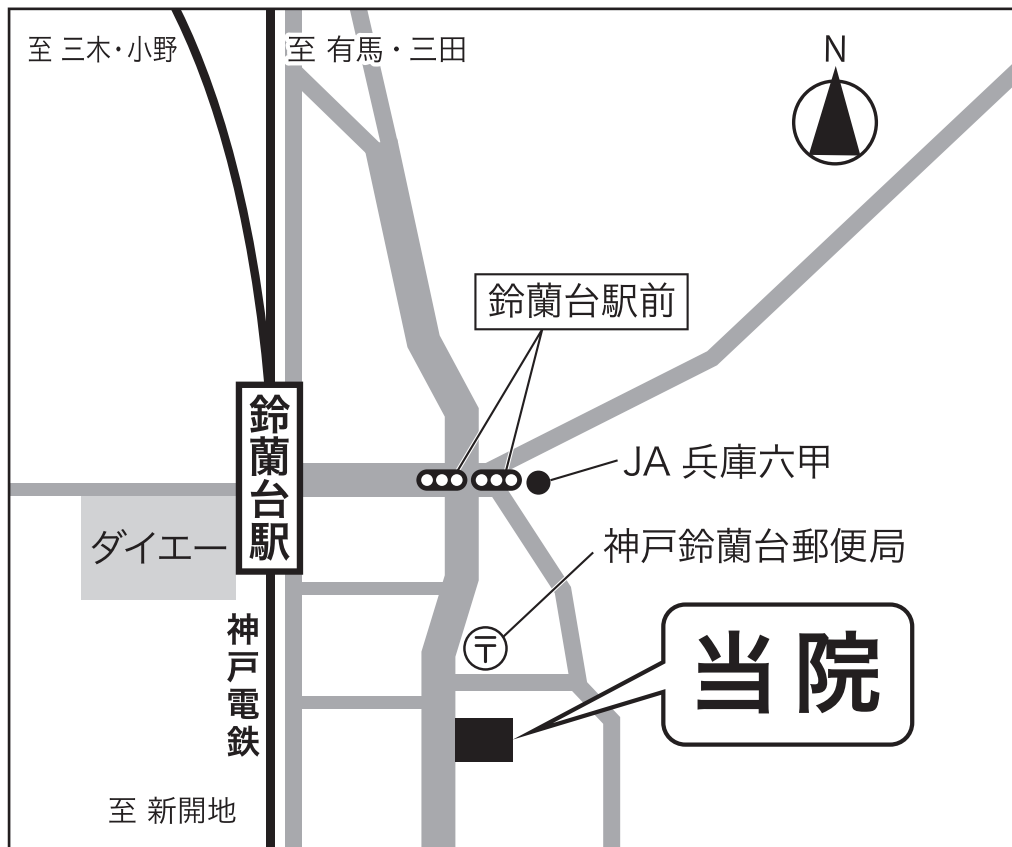 至 三木・小野
至 有馬・三田
N
鈴蘭台駅前
鈴蘭台駅
JA 兵庫六甲
ダイエー
神戸鈴蘭台郵便局
〒
当院
神戸電鉄
至 新開地